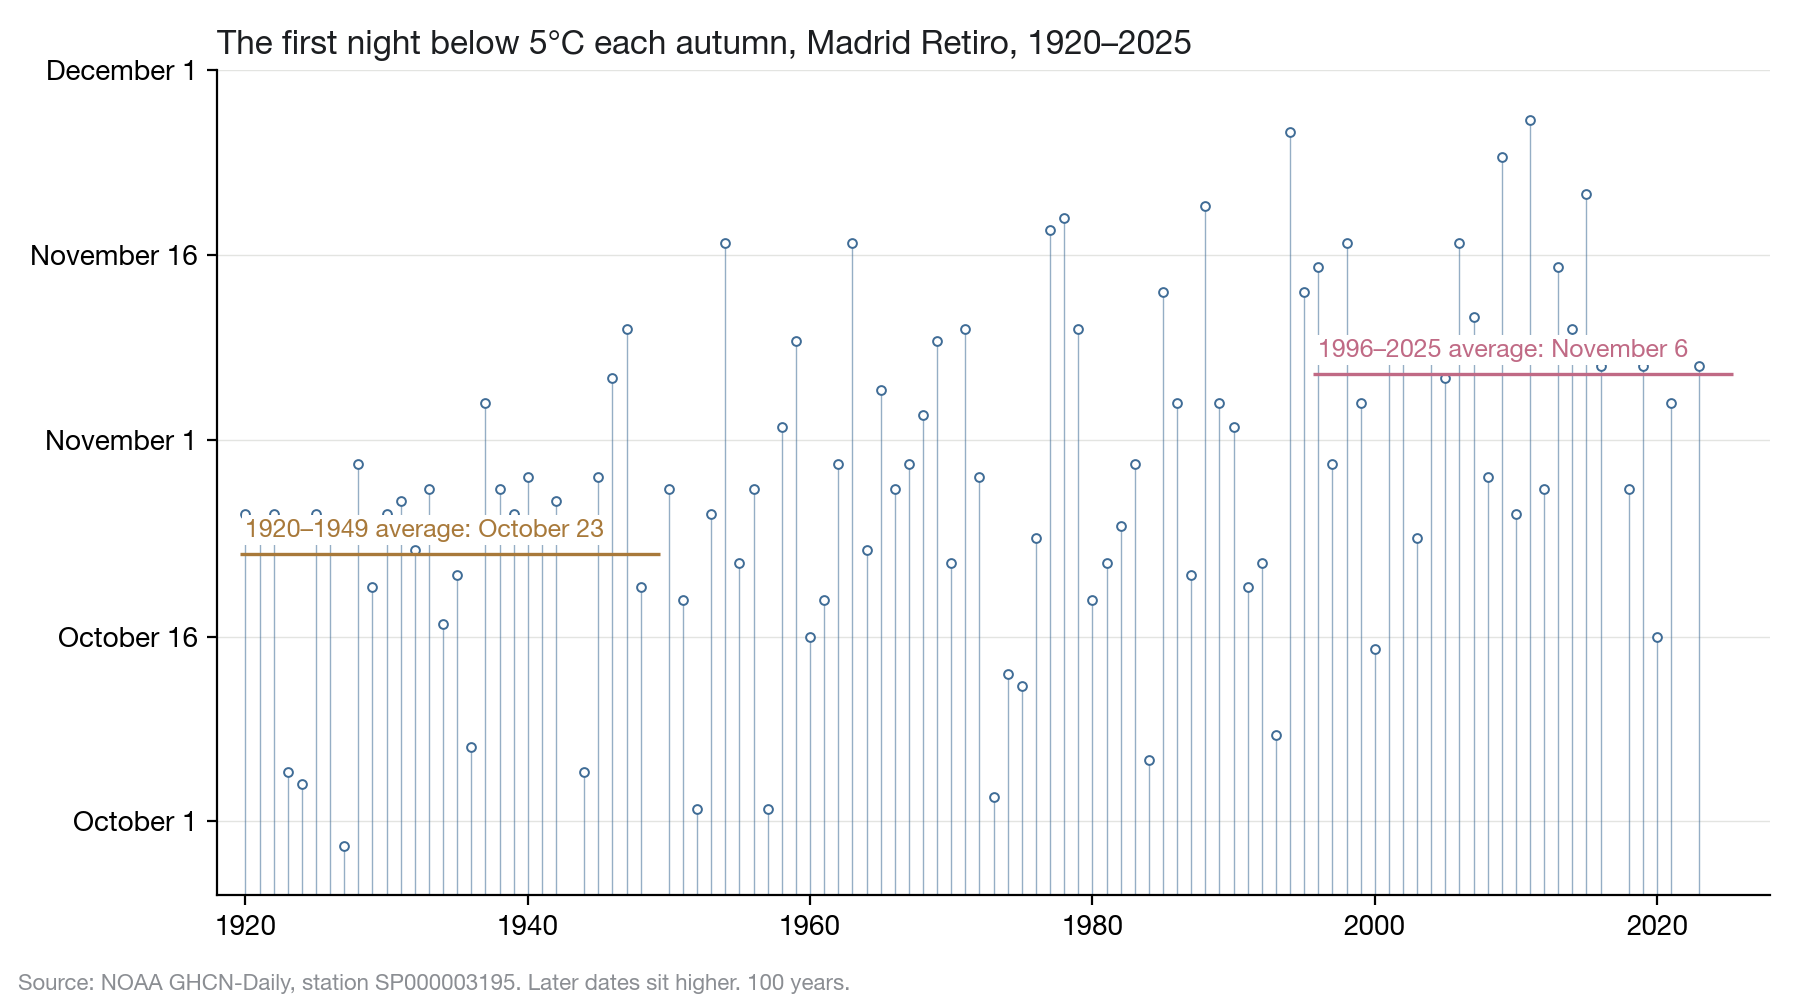 The first night below 5°C each autumn, Madrid Retiro, 1920–2025
December 1
November 16
November 1
October 16
October 1
1996–2025 average: November 6
1920–1949 average: October 23
1920
1940
1960
1980
2000
2020
Source: NOAA GHCN-Daily, station SP000003195. Later dates sit higher. 100 years.